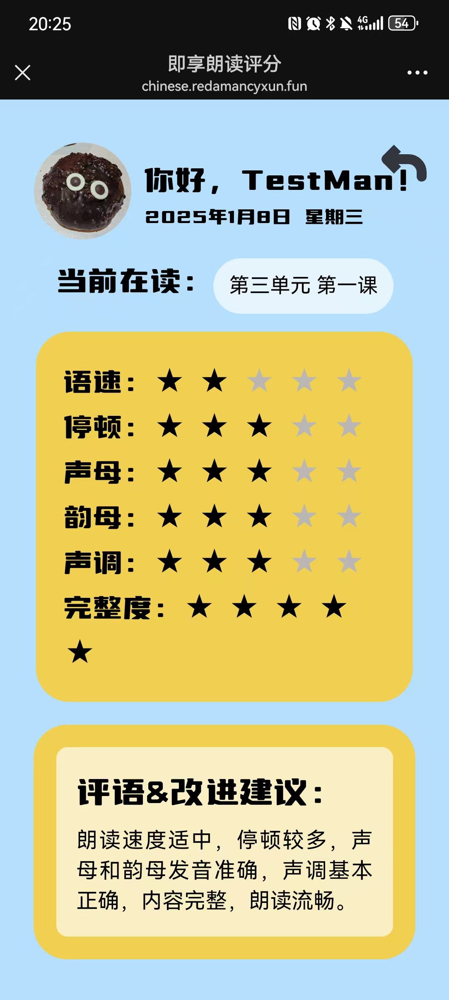 20:25
4G
54
即享朗读评分
chinese.redamancyxun.fun
你好，TestMan！
2025年1月8日 星期三
当前在读：
第三单元 第一课
语速：★ ★ ★ ★ ★
停顿：★ ★ ★ ★ ★
声母：★ ★ ★ ★ ★
韵母：★ ★ ★ ★ ★
声调：★ ★ ★ ★ ★
完整度：★ ★ ★ ★
★
评语&改进建议：
朗读速度适中，停顿较多，声
母和韵母发音准确，声调基本
正确，内容完整，朗读流畅。